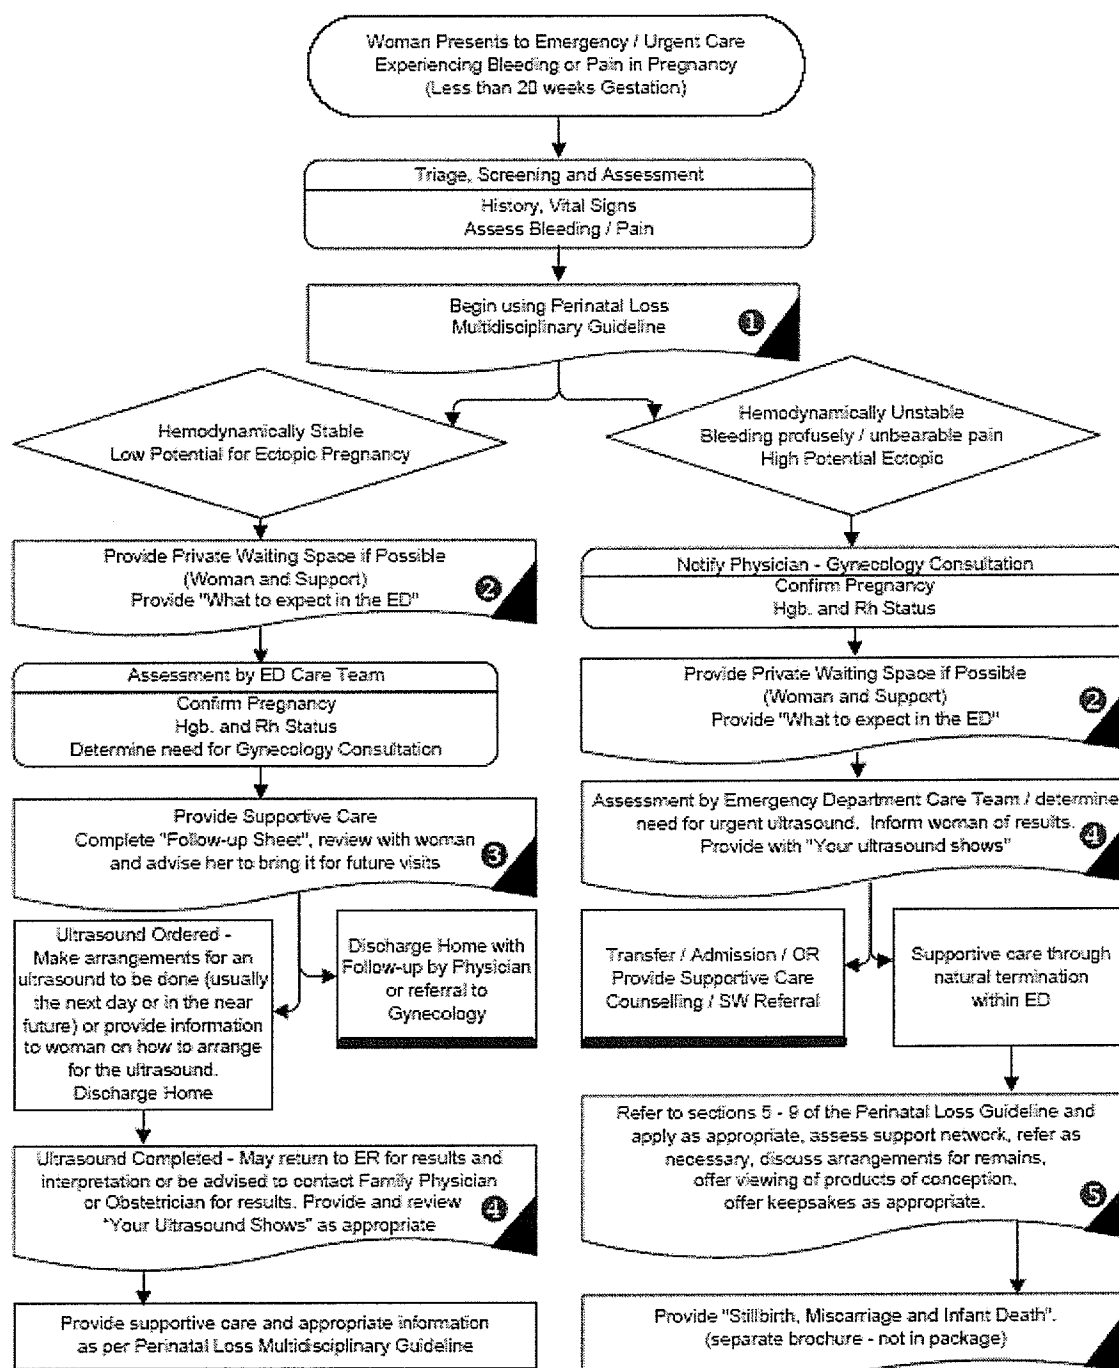 Woman Presents to Emergency / Urgent Care
Experiencing Bleeding or Pain in Pregnancy
(Less than 20 weeks Gestation)
Triage, Screening and Assessment
History, Vital Signs
Assess Bleeding / Pain
Begin using Perinatal Loss
Multidisciplinary Guideline
1
Hemodynamically Stable
Low Potential for Ectopic Pregnancy
Hemodynamically Unstable
Bleeding profusely / unbearable pain
High Potential Ectopic
Provide Private Waiting Space if Possible
(Woman and Support)
Provide "What to expect in the ED"
2
Notify Physician - Gynecology Consultation
Confirm Pregnancy
Hgb. and Rh Status
Assessment by ED Care Team
Confirm Pregnancy
Hgb. and Rh Status
Determine need for Gynecology Consultation
Provide Private Waiting Space if Possible
(Woman and Support)
Provide "What to expect in the ED"
2
Provide Supportive Care
Complete "Follow-up Sheet", review with woman
and advise her to bring it for future visits
3
Assessment by Emergency Department Care Team / determine
need for urgent ultrasound. Inform woman of results.
Provide with "Your ultrasound shows"
4
Ultrasound Ordered -
Make arrangements for an
ultrasound to be done (usually
the next day or in the near
future) or provide information
to woman on how to arrange
for the ultrasound.
Discharge Home
Discharge Home with
Follow-up by Physician
or referral to
Gynecology
Transfer / Admission / OR
Provide Supportive Care
Counselling / SW Referral
Supportive care through
natural termination
within ED
Ultrasound Completed - May return to ER for results and
interpretation or be advised to contact Family Physician
or Obstetrician for results. Provide and review
"Your Ultrasound Shows" as appropriate
4
Refer to sections 5 - 9 of the Perinatal Loss Guideline and
apply as appropriate, assess support network, refer as
necessary, discuss arrangements for remains,
offer viewing of products of conception,
offer keepsakes as appropriate.
5
Provide supportive care and appropriate information
as per Perinatal Loss Multidisciplinary Guideline
Provide "Stillbirth, Miscarriage and Infant Death".
(separate brochure - not in package)